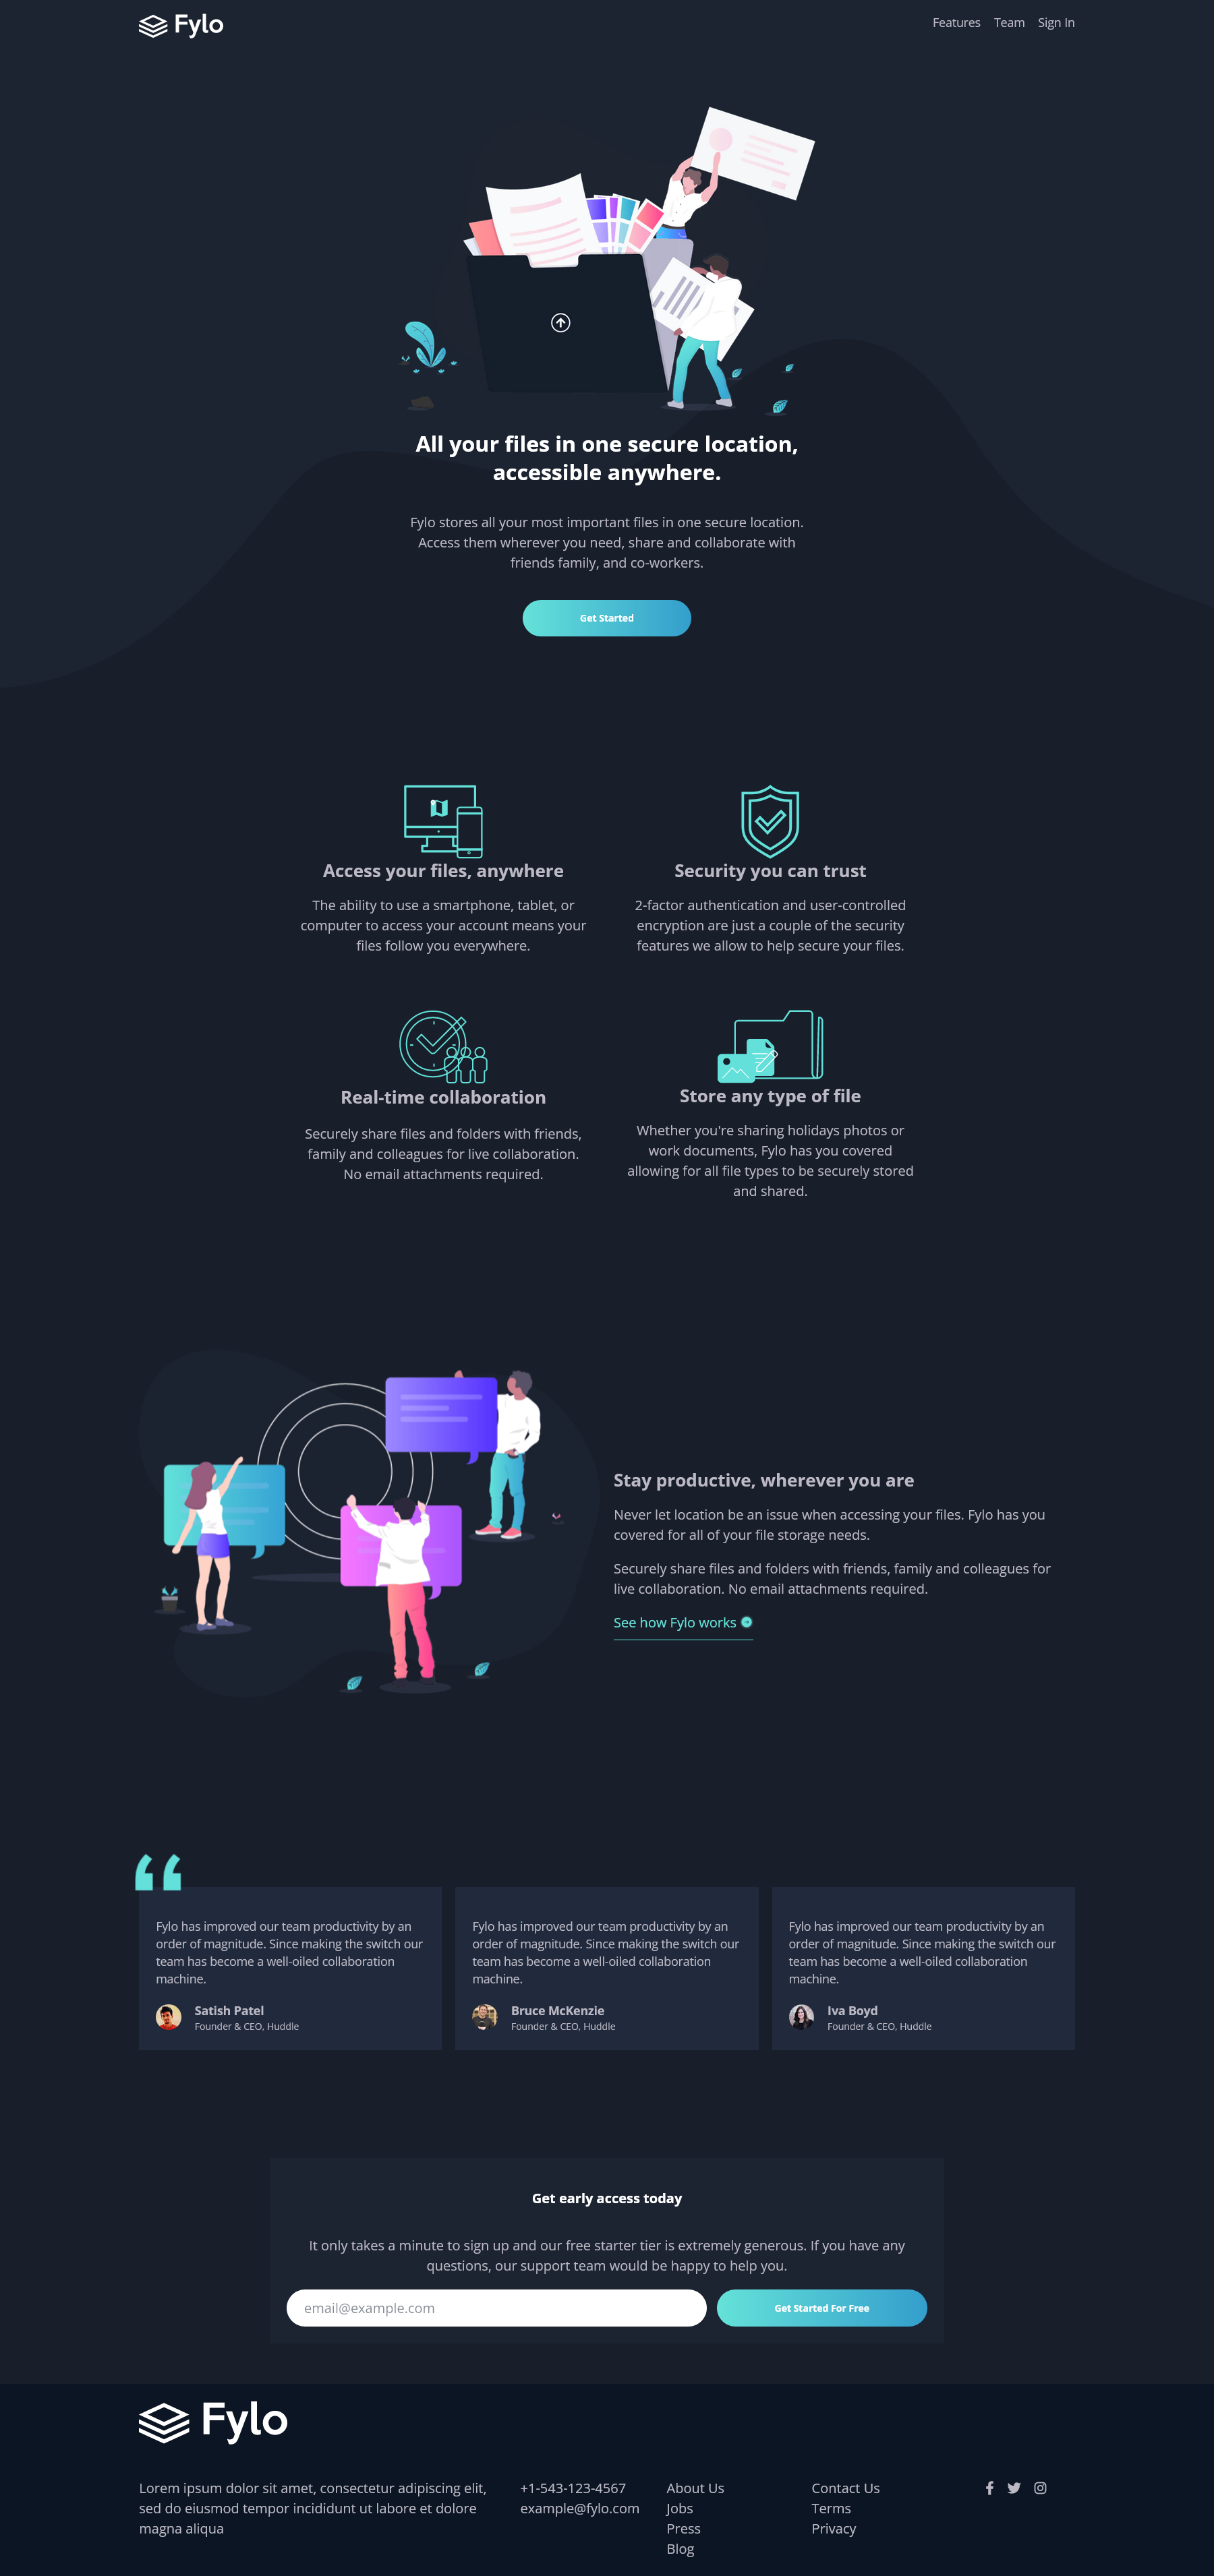 Fylo
Features Team Sign In
All your files in one secure location,
accessible anywhere.
Fylo stores all your most important files in one secure location.
Access them wherever you need, share and collaborate with
friends family, and co-workers.
Get Started
Access your files, anywhere
The ability to use a smartphone, tablet, or
computer to access your account means your
files follow you everywhere.
Security you can trust
2-factor authentication and user-controlled
encryption are just a couple of the security
features we allow to help secure your files.
Real-time collaboration
Securely share files and folders with friends,
family and colleagues for live collaboration.
No email attachments required.
Store any type of file
Whether you're sharing holidays photos or
work documents, Fylo has you covered
allowing for all file types to be securely stored
and shared.
Stay productive, wherever you are
Never let location be an issue when accessing your files. Fylo has you
covered for all of your file storage needs.
Securely share files and folders with friends, family and colleagues for
live collaboration. No email attachments required.
See how Fylo works
Fylo has improved our team productivity by an
order of magnitude. Since making the switch our
team has become a well-oiled collaboration
machine.
Satish Patel
Founder & CEO, Huddle
Fylo has improved our team productivity by an
order of magnitude. Since making the switch our
team has become a well-oiled collaboration
machine.
Bruce McKenzie
Founder & CEO, Huddle
Fylo has improved our team productivity by an
order of magnitude. Since making the switch our
team has become a well-oiled collaboration
machine.
Iva Boyd
Founder & CEO, Huddle
Get early access today
It only takes a minute to sign up and our free starter tier is extremely generous. If you have any
questions, our support team would be happy to help you.
email@example.com
Get Started For Free
Fylo
Lorem ipsum dolor sit amet, consectetur adipiscing elit,
sed do eiusmod tempor incididunt ut labore et dolore
magna aliqua
+1-543-123-4567
example@fylo.com
About Us
Jobs
Press
Blog
Contact Us
Terms
Privacy